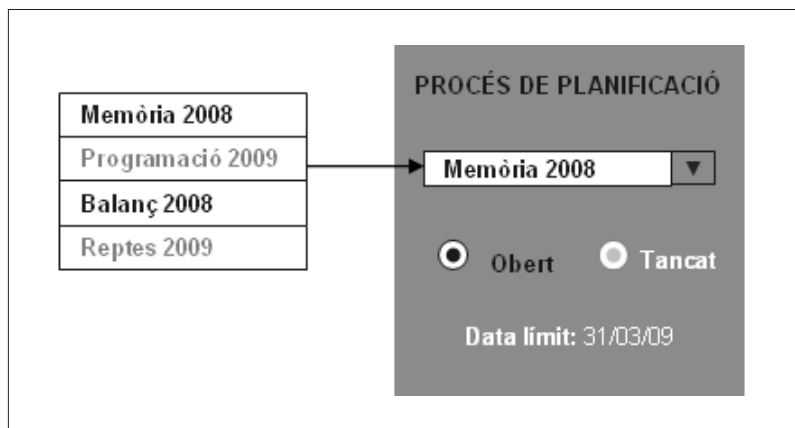 Memòria 2008
Programació 2009
Balanç 2008
Reptes 2009
PROCÉS DE PLANIFICACIÓ
Memòria 2008
Obert Tancat
Data límit: 31/03/09